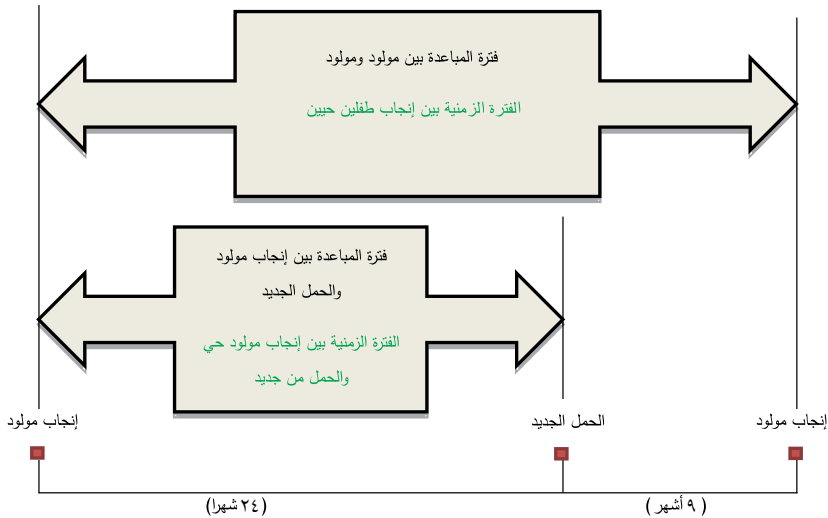 فترة المباعدة بين مولود ومولود
الفترة الزمنية بين إنجاب طفلين حيين
فترة المباعدة بين إنجاب مولود
والحمل الجديد
الفترة الزمنية بين إنجاب مولود حي
والحمل من جديد
إنجاب مولود
الحمل الجديد
إنجاب مولود
(٩ أشهر )
(٢٤ شهرا)